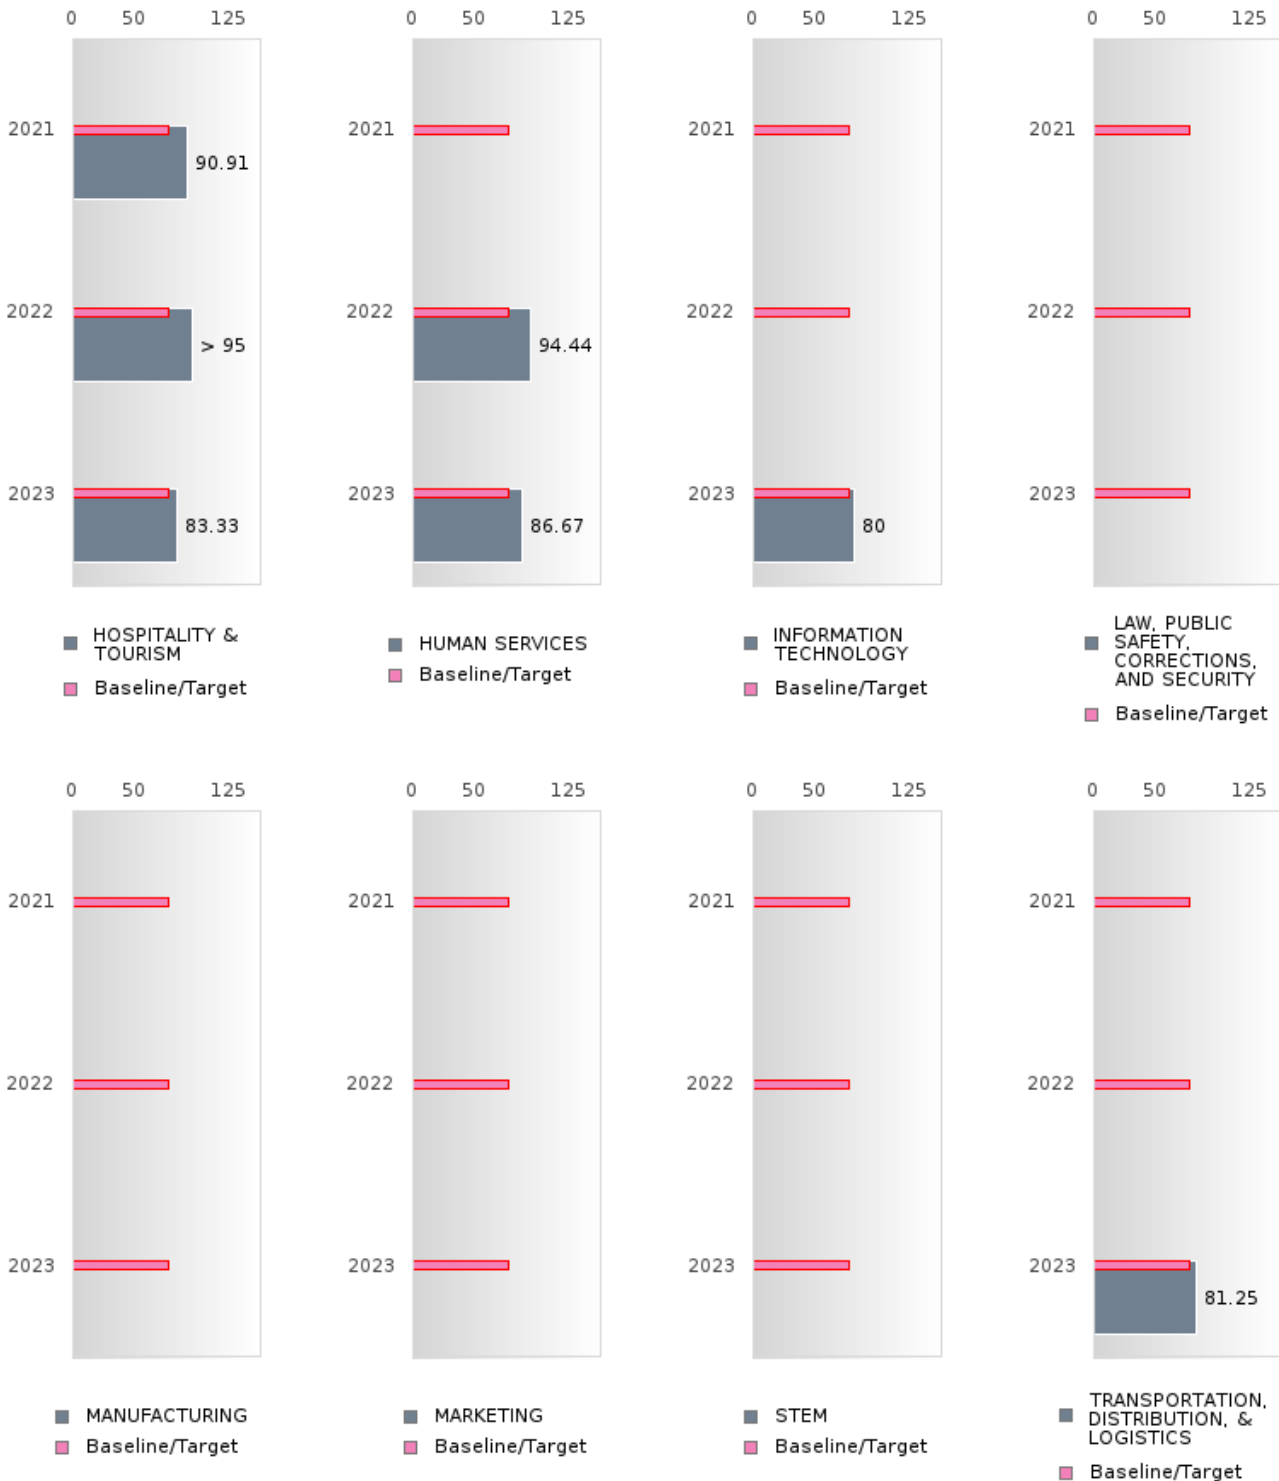 0 50 125
2021
90.91
2022
> 95
2023
83.33
HOSPITALITY &
TOURISM
Baseline/Target
0 50 125
2021
2022
94.44
2023
86.67
HUMAN SERVICES
Baseline/Target
0 50 125
2021
2022
2023
80
INFORMATION
TECHNOLOGY
Baseline/Target
0 50 125
2021
2022
2023
LAW, PUBLIC
SAFETY,
CORRECTIONS,
AND SECURITY
Baseline/Target
0 50 125
2021
2022
2023
MANUFACTURING
Baseline/Target
0 50 125
2021
2022
2023
MARKETING
Baseline/Target
0 50 125
2021
2022
2023
STEM
Baseline/Target
0 50 125
2021
2022
2023
81.25
TRANSPORTATION,
DISTRIBUTION, &
LOGISTICS
Baseline/Target